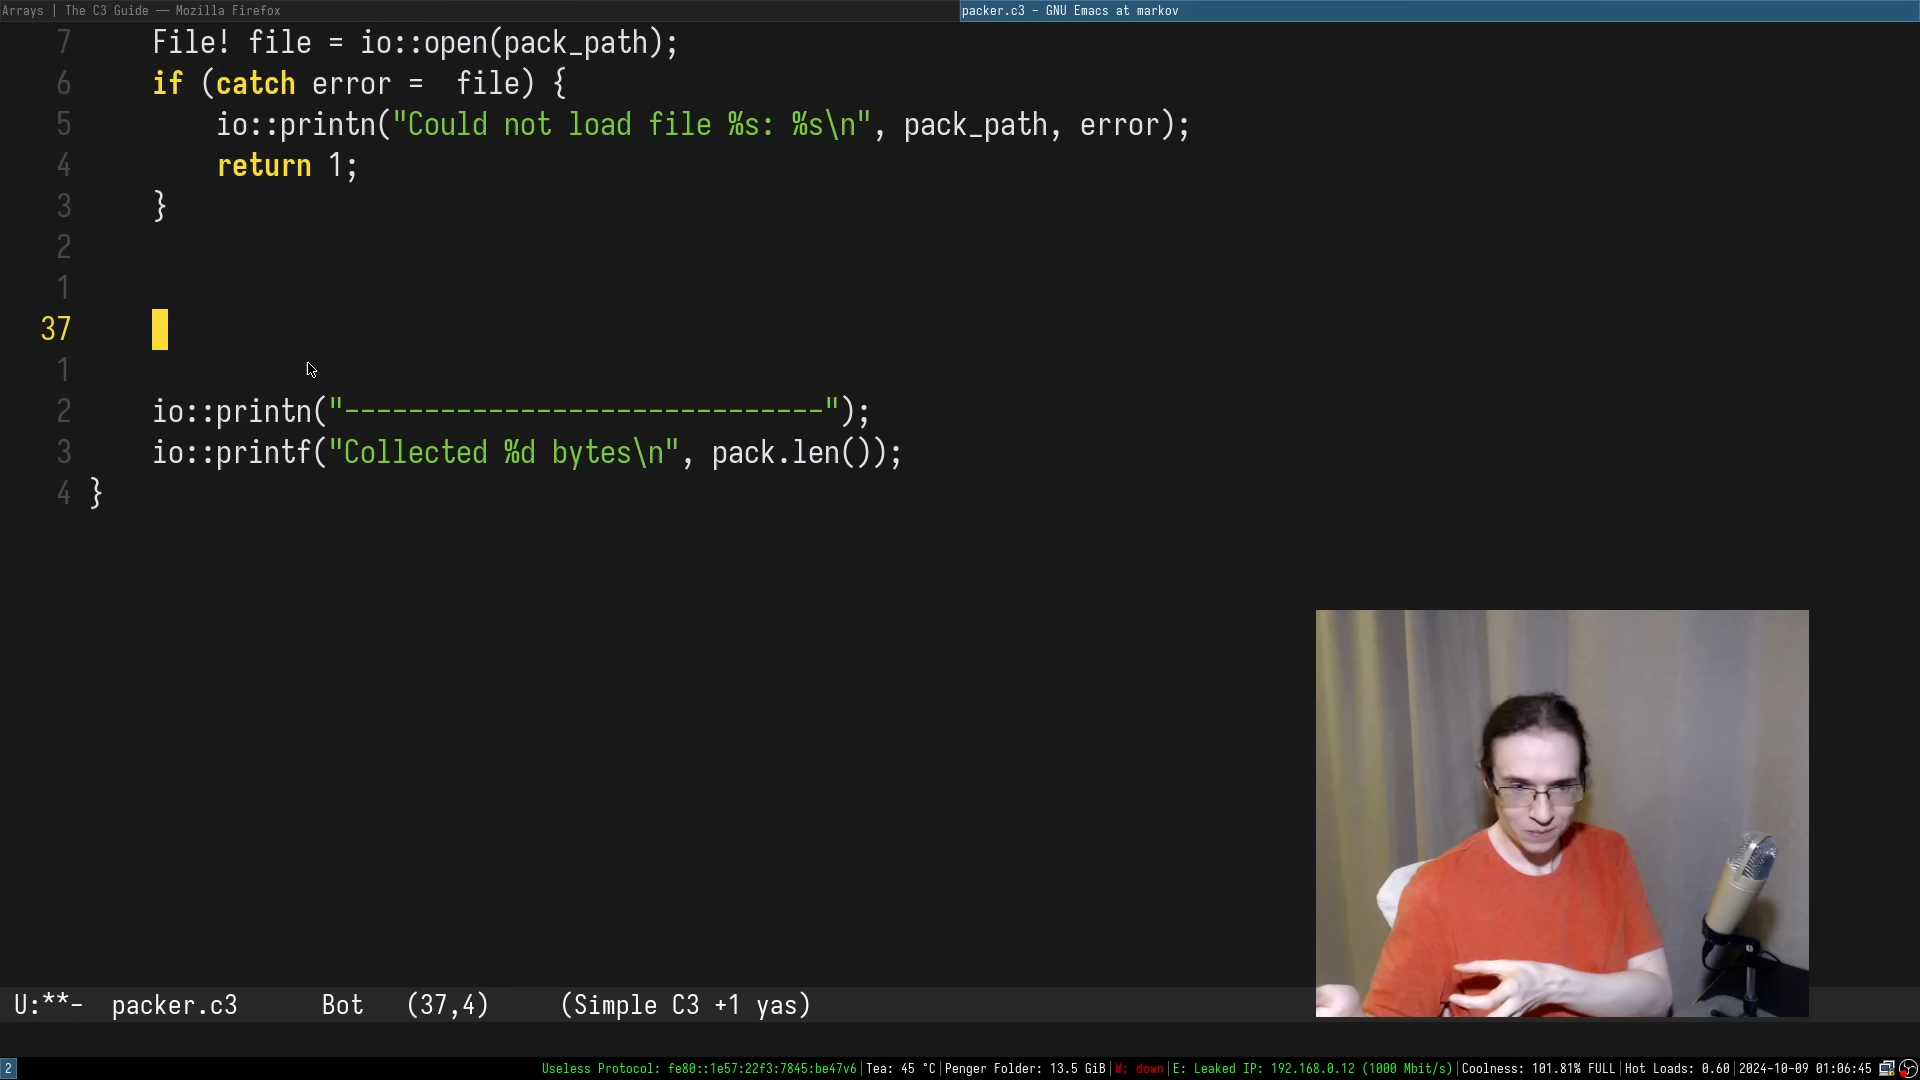 Arrays | The C3 Guide — Mozilla Firefox
packer.c3 - GNU Emacs at markov
7 File! file = io::open(pack_path);
6 if (catch error =  file) {
5 io::printn("Could not load file %s: %s\n", pack_path, error);
4 return 1;
3 }
2
1
37
1
2 io::printn("------------------------------");
3 io::printf("Collected %d bytes\n", pack.len());
4 }
U:**-  packer.c3      Bot   (37,4)     (Simple C3 +1 yas)
2 Useless Protocol: fe80::1e57:22f3:7845:be47v6|Tea: 45 °C|Penger Folder: 13.5 GiB|W: down|E: Leaked IP: 192.168.0.12 (1000 Mbit/s)|Coolness: 101.81% FULL|Hot Loads: 0.60|2024-10-09 01:06:45